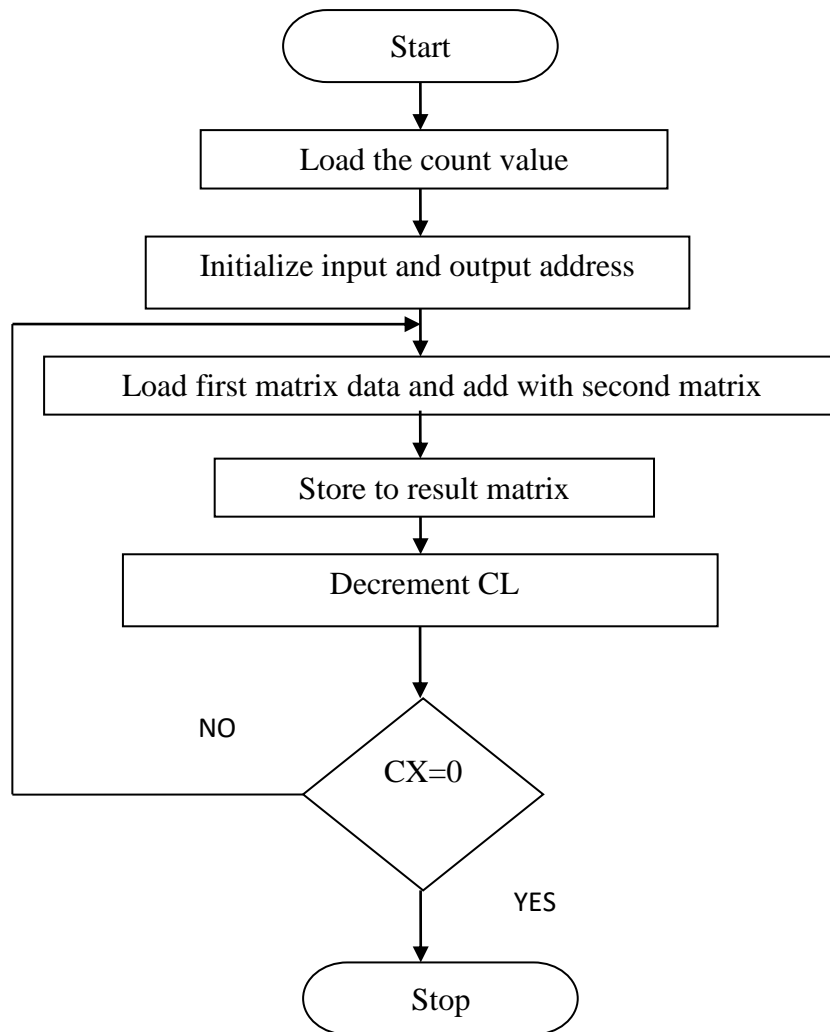 Start
Load the count value
Initialize input and output address
Load first matrix data and add with second matrix
Store to result matrix
Decrement CL
NO
CX=0
YES
Stop